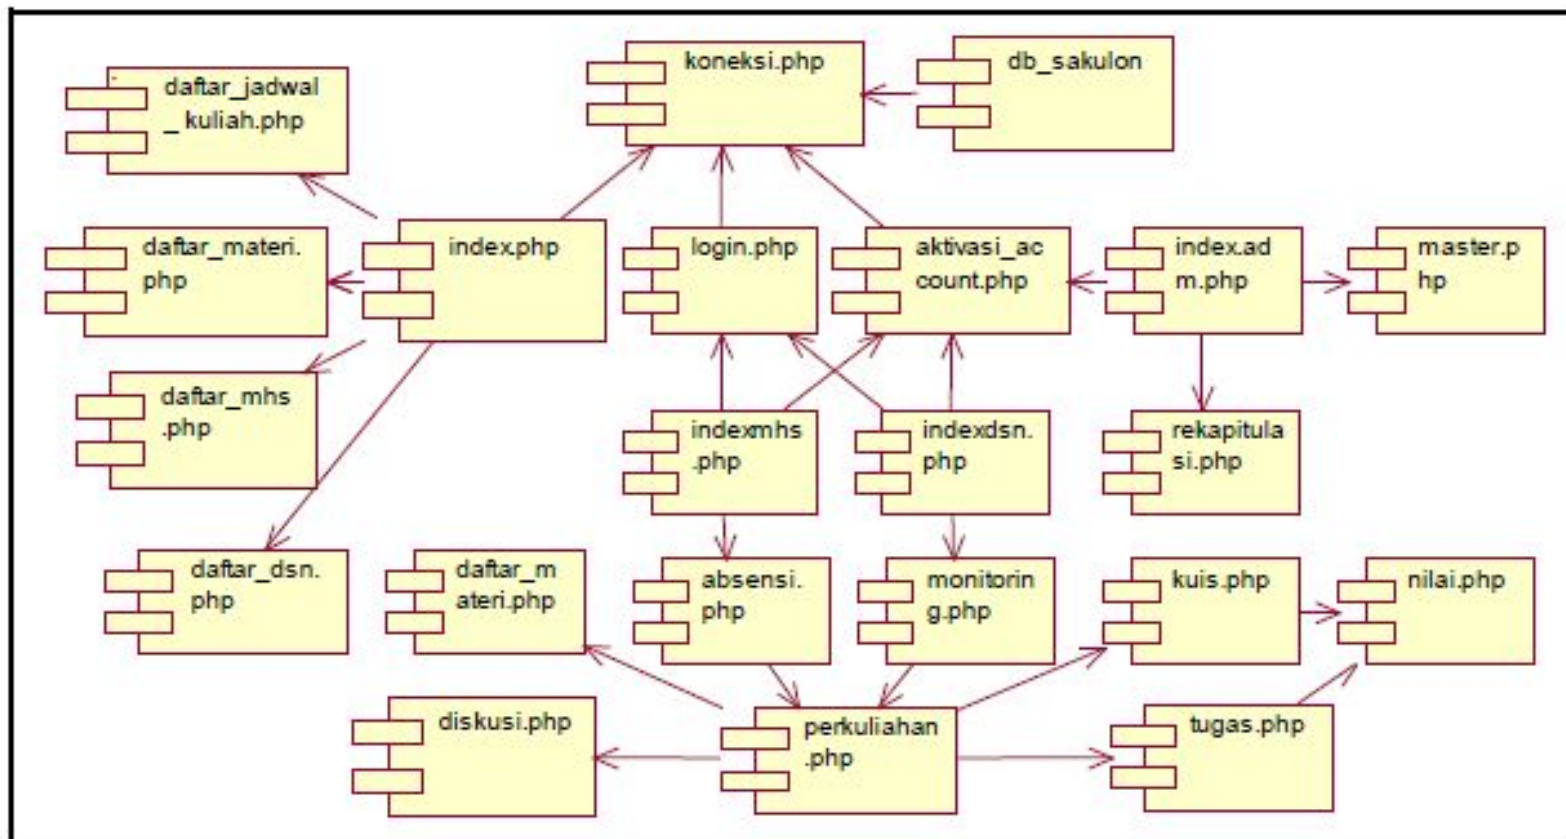 koneksi.php
db_sakulon
daftar_jadwal
_ kuliah.php
daftar_materi.
php
index.php
login.php
aktivasi_ac
count.php
index.ad
m.php
master.p
hp
daftar_mhs
.php
indexmhs
.php
indexdsn.
php
rekapitula
si.php
daftar_dsn.
php
daftar_m
ateri.php
absensi.
php
monitorin
g.php
kuis.php
nilai.php
diskusi.php
perkuliahan
.php
tugas.php